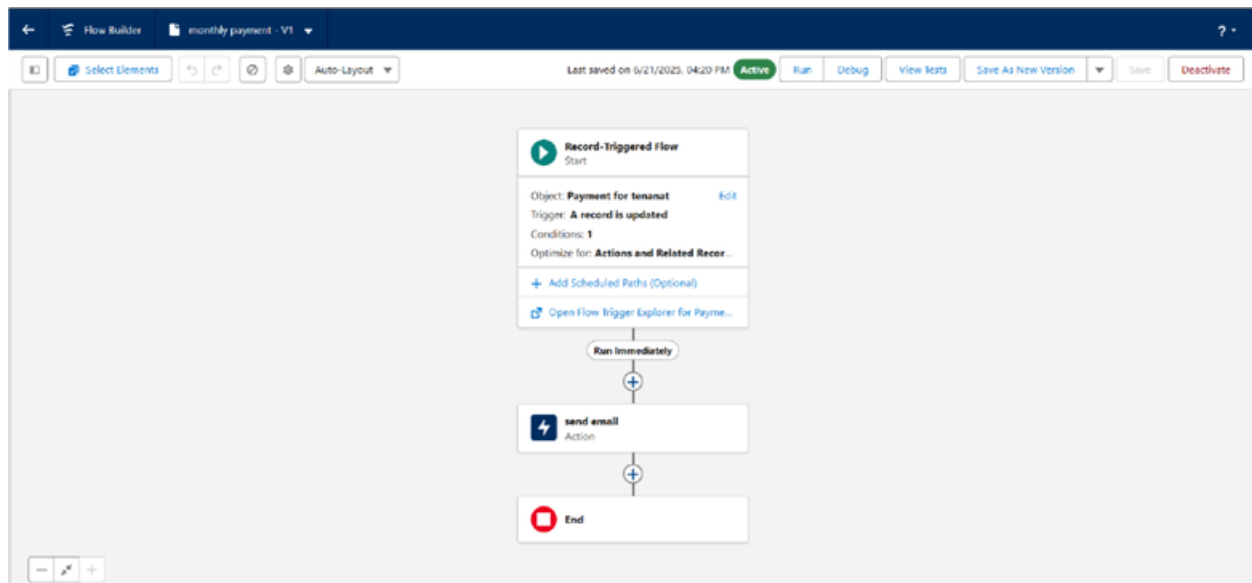 Flow Builder monthly payment - V1 ?
Select Elements Auto-Layout Last saved on 6/21/2025, 04:20 PM Active Run Debug View Tests Save As New Version Save Deactivate
Record-Triggered Flow
Start
Object: Payment for tenanat Edit
Trigger: A record is updated
Conditions: 1
Optimize for: Actions and Related Recor...
+ Add Scheduled Paths (Optional)
Open Flow Trigger Explorer for Payme...
Run Immediately
send email
Action
End